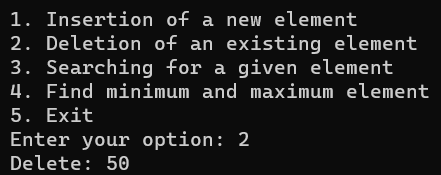 1. Insertion of a new element
2. Deletion of an existing element
3. Searching for a given element
4. Find minimum and maximum element
5. Exit
Enter your option: 2
Delete: 50